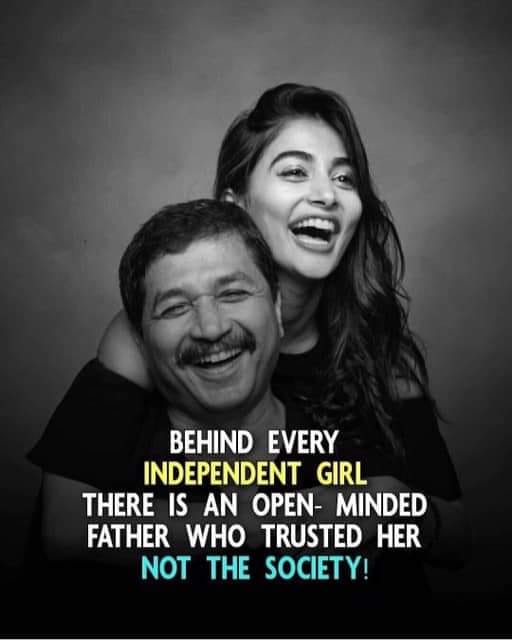 BEHIND EVERY
INDEPENDENT GIRL
THERE IS AN OPEN- MINDED
FATHER WHO TRUSTED HER
NOT THE SOCIETY!